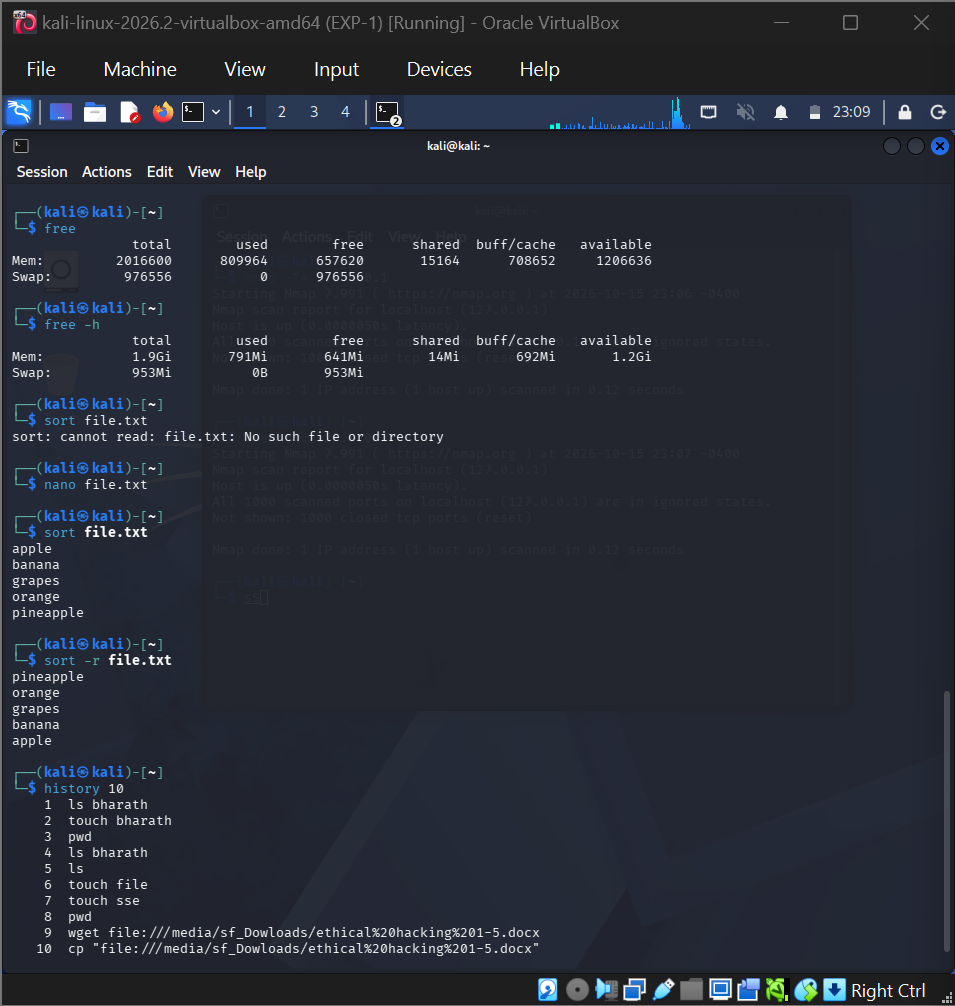 kali-linux-2026.2-virtualbox-amd64 (EXP-1) [Running] - Oracle VirtualBox
File Machine View Input Devices Help
1 2 3 4 2 23:09
kali@kali: ~
Session Actions Edit View Help
┌──(kali㉿kali)-[~]
└─$ free
total used free shared buff/cache available
Mem: 2016600 809964 657620 15164 708652 1206636
Swap: 976556 0 976556
┌──(kali㉿kali)-[~]
└─$ free -h
total used free shared buff/cache available
Mem: 1.9Gi 791Mi 641Mi 14Mi 692Mi 1.2Gi
Swap: 953Mi 0B 953Mi
┌──(kali㉿kali)-[~]
└─$ sort file.txt
sort: cannot read: file.txt: No such file or directory
┌──(kali㉿kali)-[~]
└─$ nano file.txt
┌──(kali㉿kali)-[~]
└─$ sort file.txt
apple
banana
grapes
orange
pineapple
┌──(kali㉿kali)-[~]
└─$ sort -r file.txt
pineapple
orange
grapes
banana
apple
┌──(kali㉿kali)-[~]
└─$ history 10
1 ls bharath
2 touch bharath
3 pwd
4 ls bharath
5 ls
6 touch file
7 touch sse
8 pwd
9 wget file:///media/sf_Dowloads/ethical%20hacking%201-5.docx
10 cp "file:///media/sf_Dowloads/ethical%20hacking%201-5.docx"
Right Ctrl